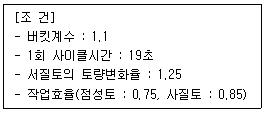 [조 건]
- 버킷계수 : 1.1
- 1회 사이클시간 : 19초
- 서질토의 토량변화율 : 1.25
- 작업효율(점성토 : 0.75, 사질토 : 0.85)